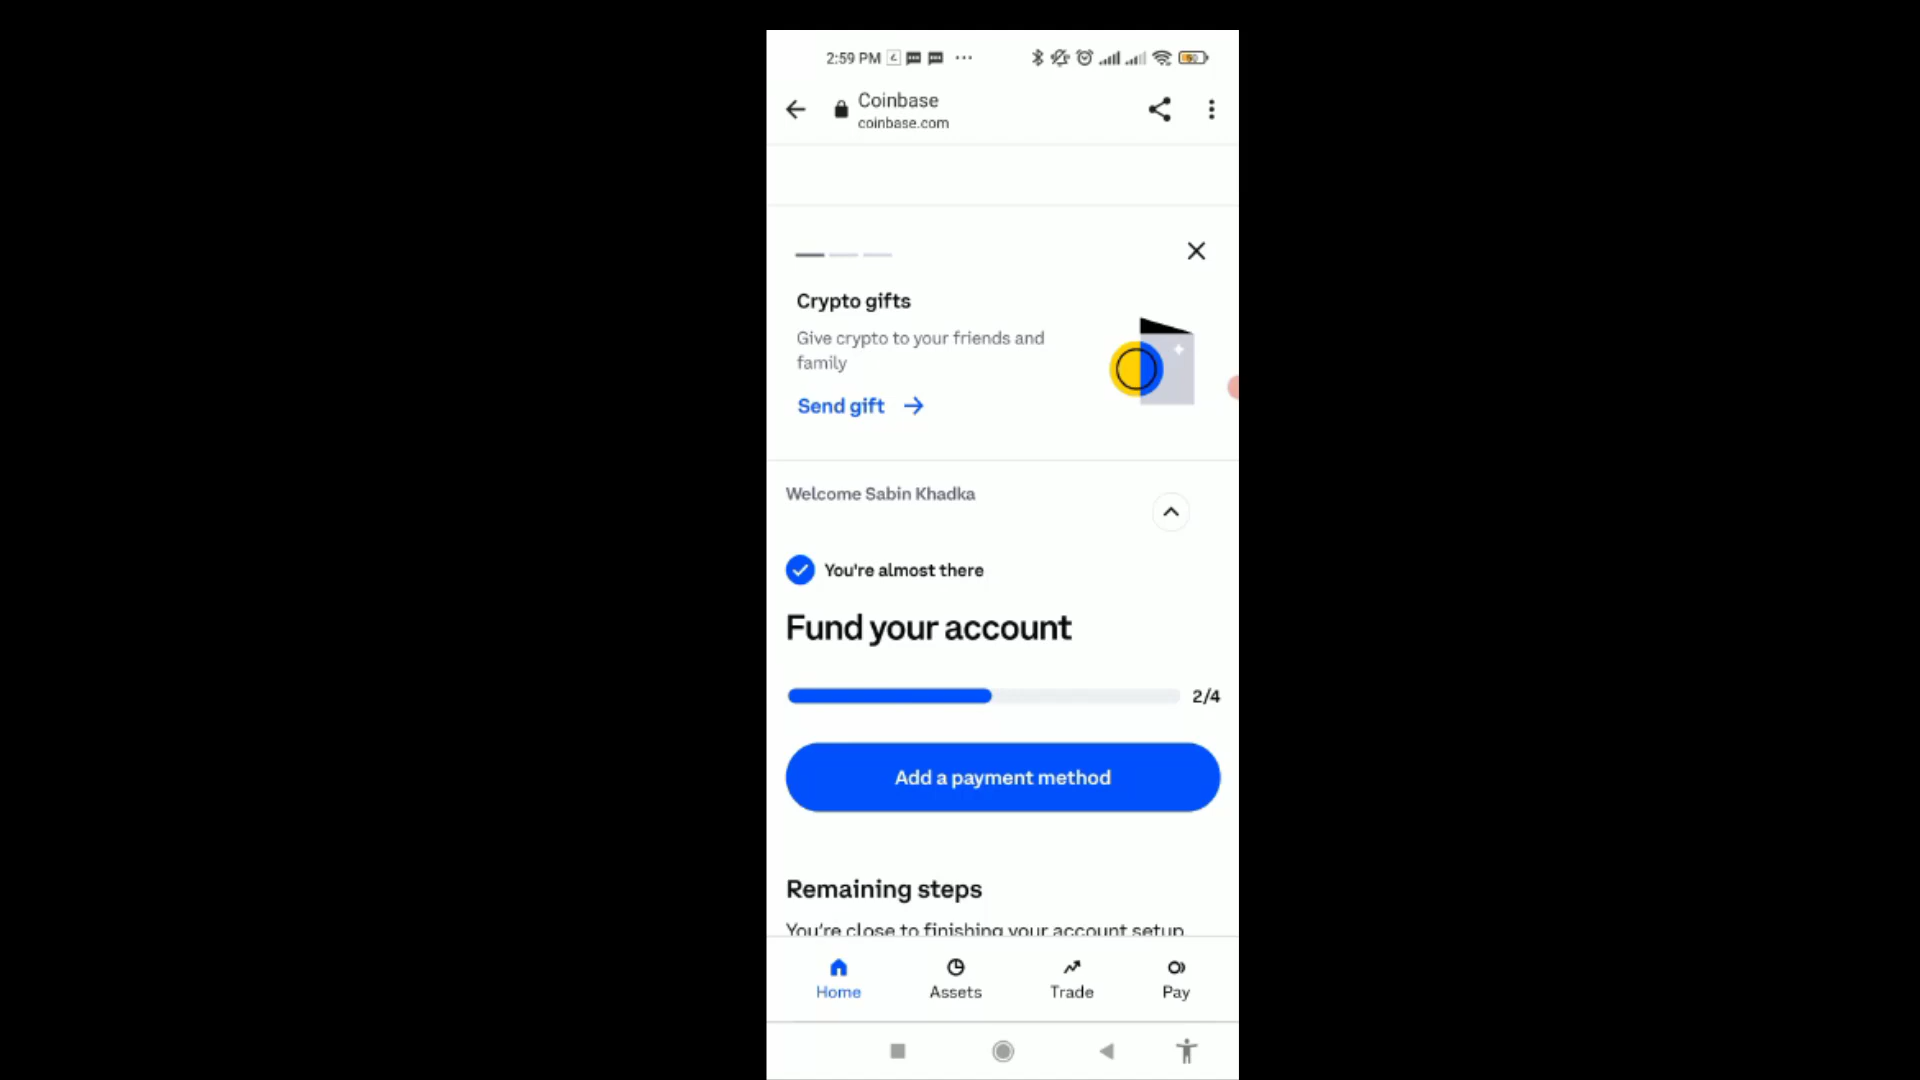 2:59 PM
Coinbase
coinbase.com
Crypto gifts
Give crypto to your friends and
family
Send gift →
Welcome Sabin Khadka
You're almost there
Fund your account
2/4
Add a payment method
Remaining steps
You're close to finishing your account setup
Home Assets Trade Pay